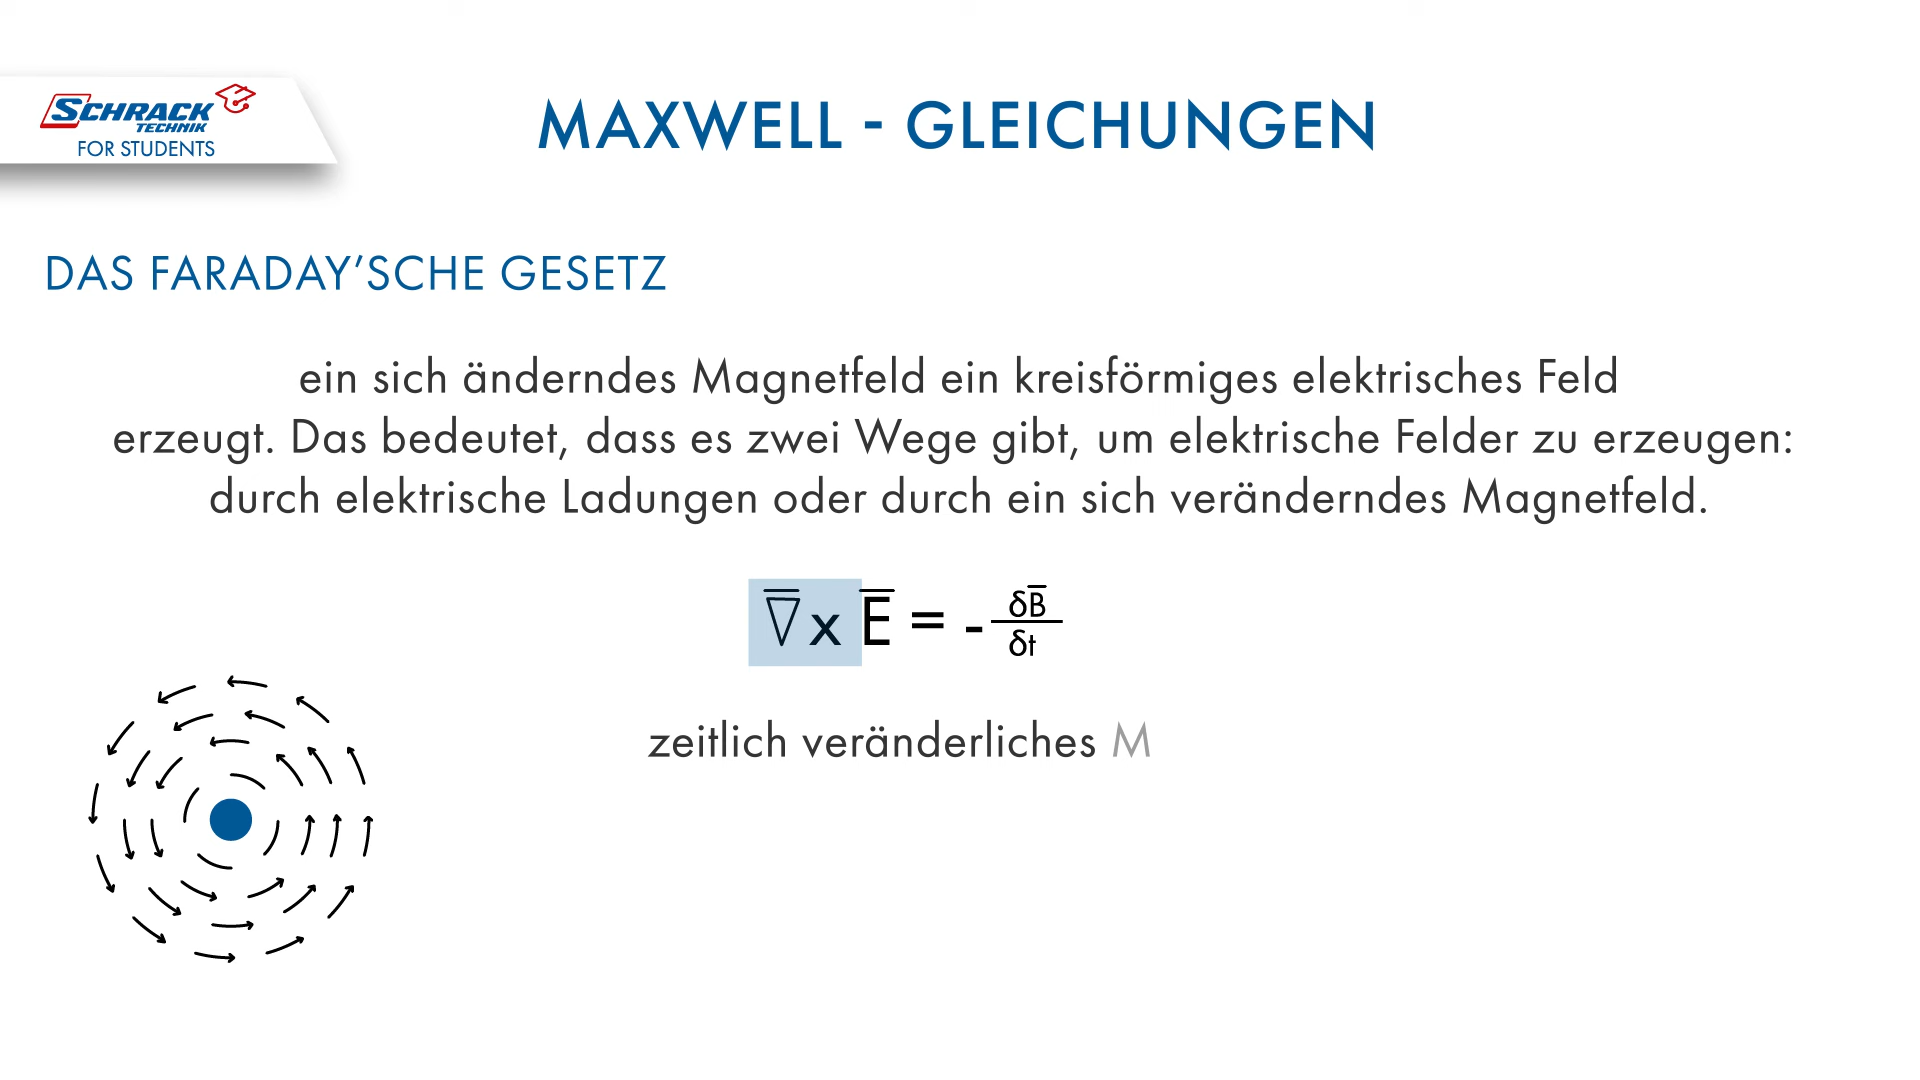 SCHRACK
TECHNIK
FOR STUDENTS
MAXWELL - GLEICHUNGEN
DAS FARADAY’SCHE GESETZ
ein sich änderndes Magnetfeld ein kreisförmiges elektrisches Feld
erzeugt. Das bedeutet, dass es zwei Wege gibt, um elektrische Felder zu erzeugen:
durch elektrische Ladungen oder durch ein sich veränderndes Magnetfeld.
∇̅ x E̅ = - δB̅/δt
zeitlich veränderliches M